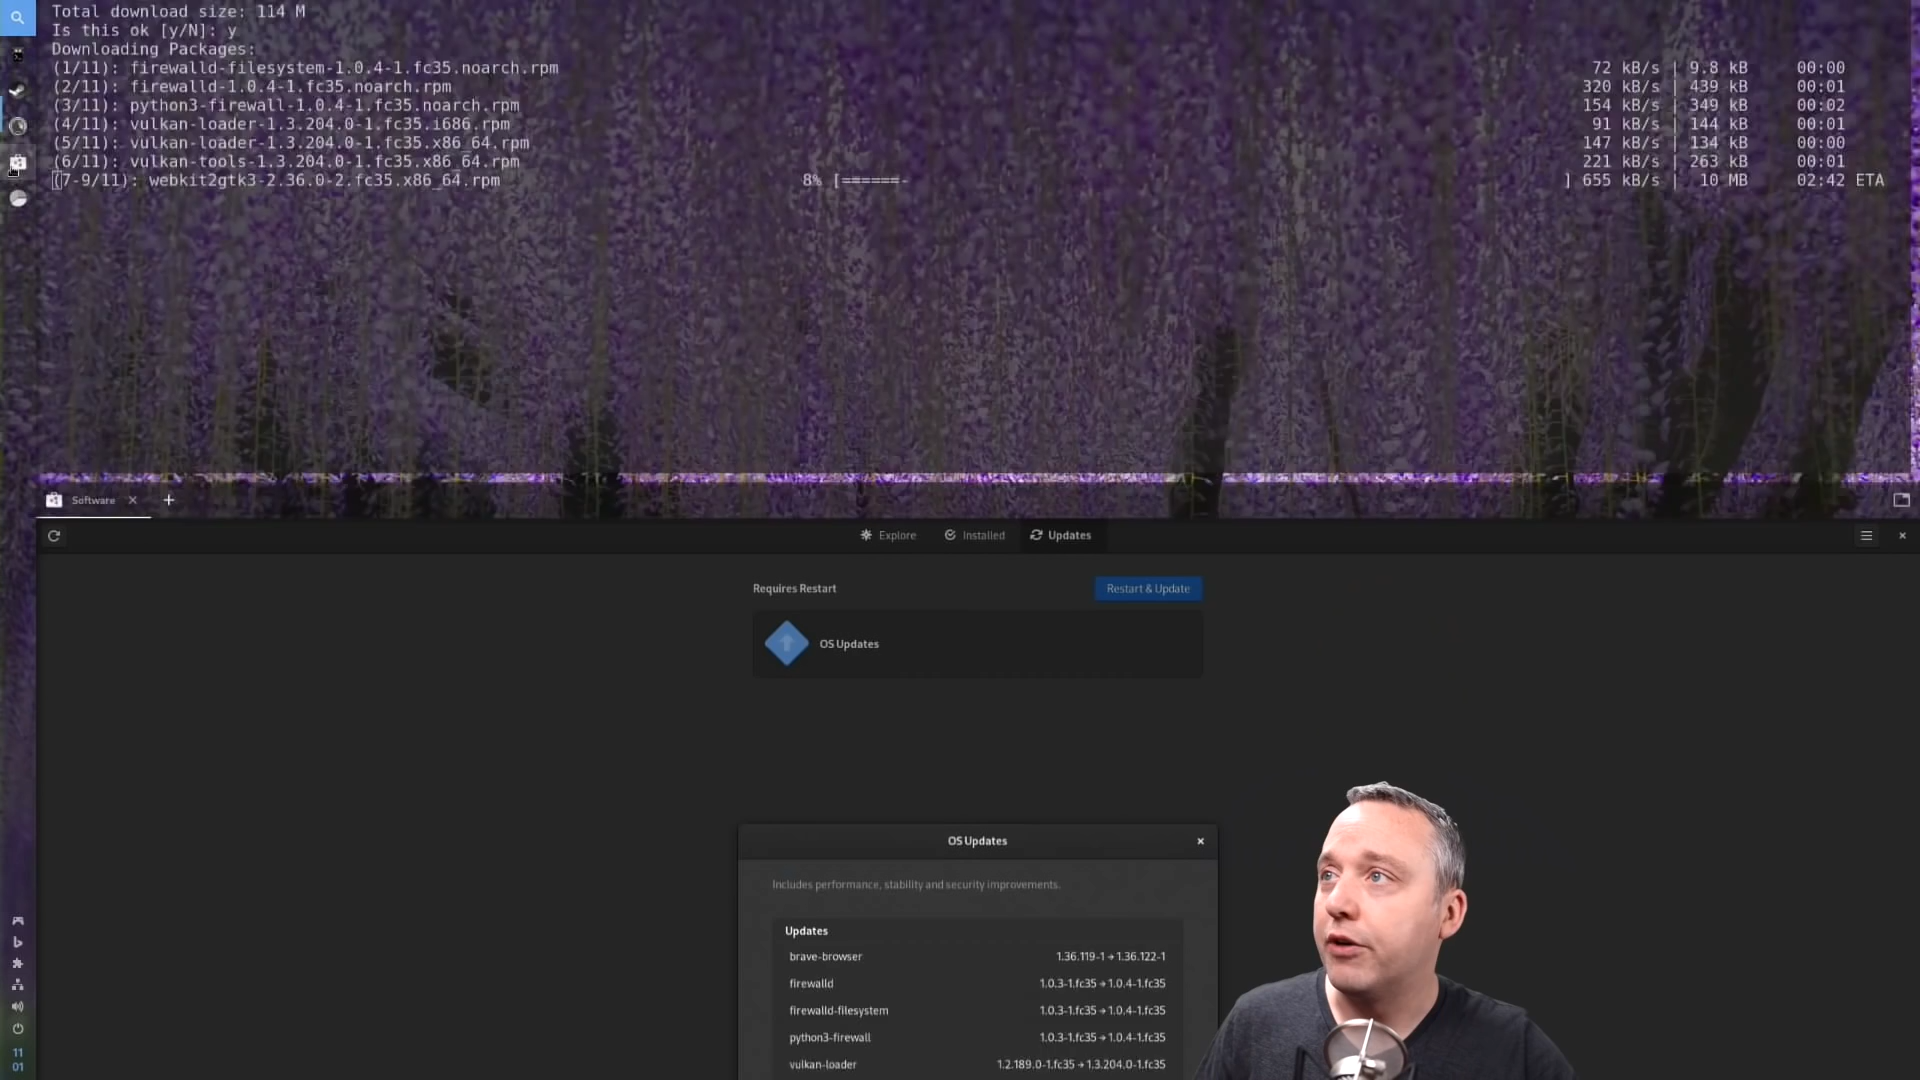 Total download size: 114 M
Is this ok [y/N]: y
Downloading Packages:
(1/11): firewalld-filesystem-1.0.4-1.fc35.noarch.rpm 72 kB/s | 9.8 kB 00:00
(2/11): firewalld-1.0.4-1.fc35.noarch.rpm 320 kB/s | 439 kB 00:01
(3/11): python3-firewall-1.0.4-1.fc35.noarch.rpm 154 kB/s | 349 kB 00:02
(4/11): vulkan-loader-1.3.204.0-1.fc35.i686.rpm 91 kB/s | 144 kB 00:01
(5/11): vulkan-loader-1.3.204.0-1.fc35.x86_64.rpm 147 kB/s | 134 kB 00:00
(6/11): vulkan-tools-1.3.204.0-1.fc35.x86_64.rpm 221 kB/s | 263 kB 00:01
(7-9/11): webkit2gtk3-2.36.0-2.fc35.x86_64.rpm 8% [======- ] 655 kB/s | 10 MB 02:42 ETA
Software
Explore Installed Updates
Requires Restart Restart & Update
OS Updates
OS Updates
Includes performance, stability and security improvements.
Updates
brave-browser 1.36.119-1 → 1.36.122-1
firewalld 1.0.3-1.fc35 → 1.0.4-1.fc35
firewalld-filesystem 1.0.3-1.fc35 → 1.0.4-1.fc35
python3-firewall 1.0.3-1.fc35 → 1.0.4-1.fc35
vulkan-loader 1.2.189.0-1.fc35 → 1.3.204.0-1.fc35
11
01